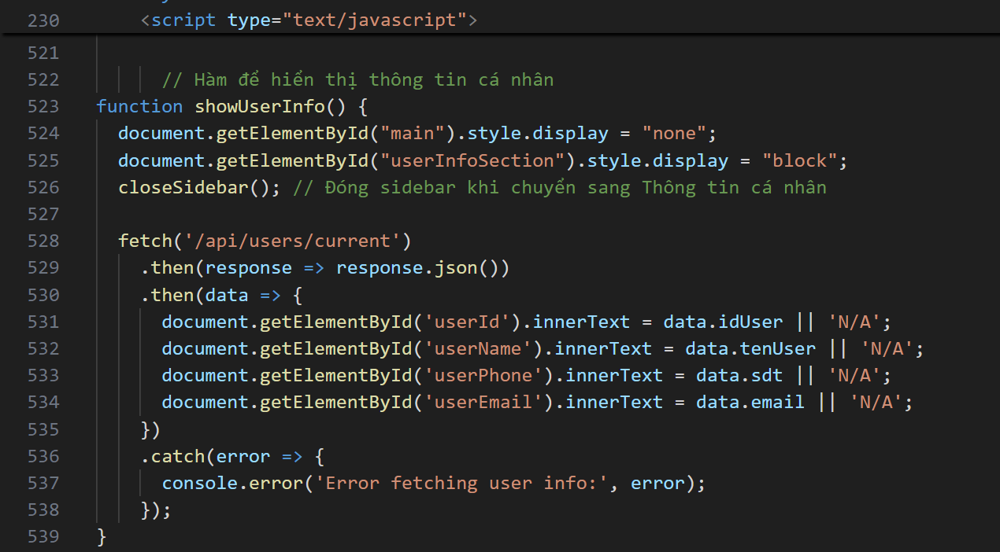 230 <script type="text/javascript">
521
522 // Hàm để hiển thị thông tin cá nhân
523 function showUserInfo() {
524 document.getElementById("main").style.display = "none";
525 document.getElementById("userInfoSection").style.display = "block";
526 closeSidebar(); // Đóng sidebar khi chuyển sang Thông tin cá nhân
527
528 fetch('/api/users/current')
529 .then(response => response.json())
530 .then(data => {
531 document.getElementById('userId').innerText = data.idUser || 'N/A';
532 document.getElementById('userName').innerText = data.tenUser || 'N/A';
533 document.getElementById('userPhone').innerText = data.sdt || 'N/A';
534 document.getElementById('userEmail').innerText = data.email || 'N/A';
535 })
536 .catch(error => {
537 console.error('Error fetching user info:', error);
538 });
539 }